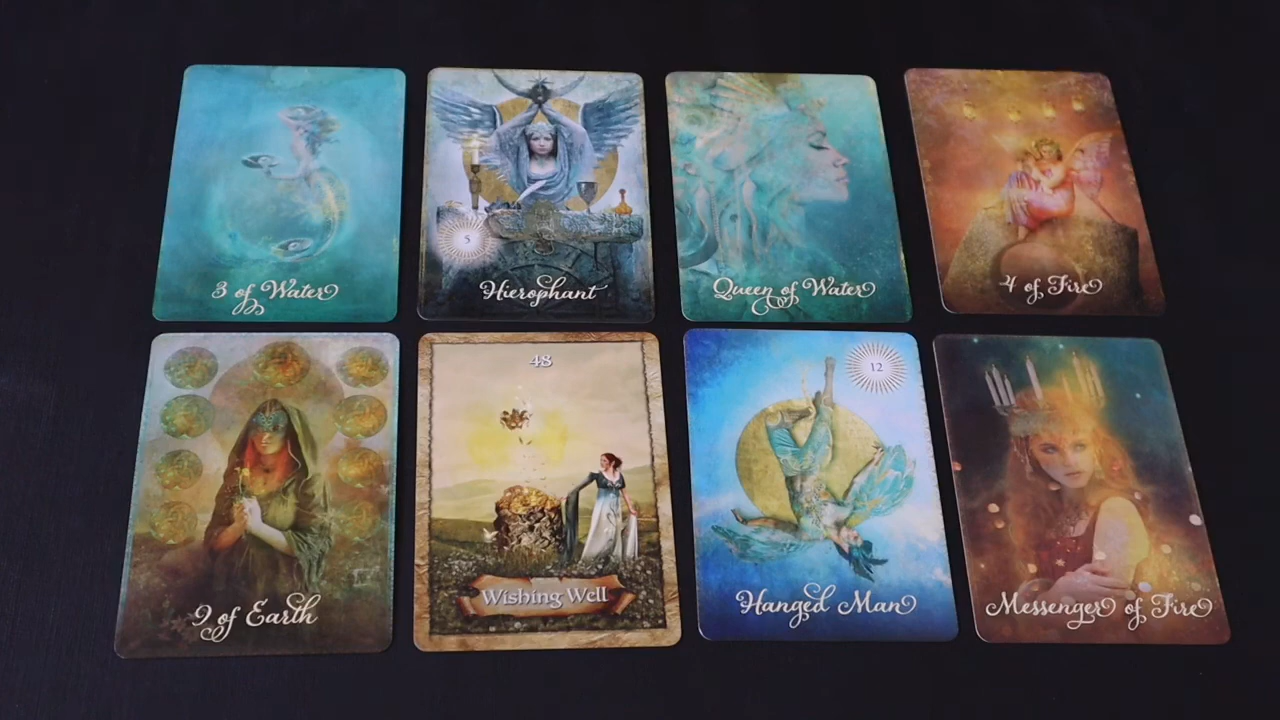 3 of Water
5
Hierophant
Queen of Water
4 of Fire
9 of Earth
48
Wishing Well
12
Hanged Man
Messenger of Fire